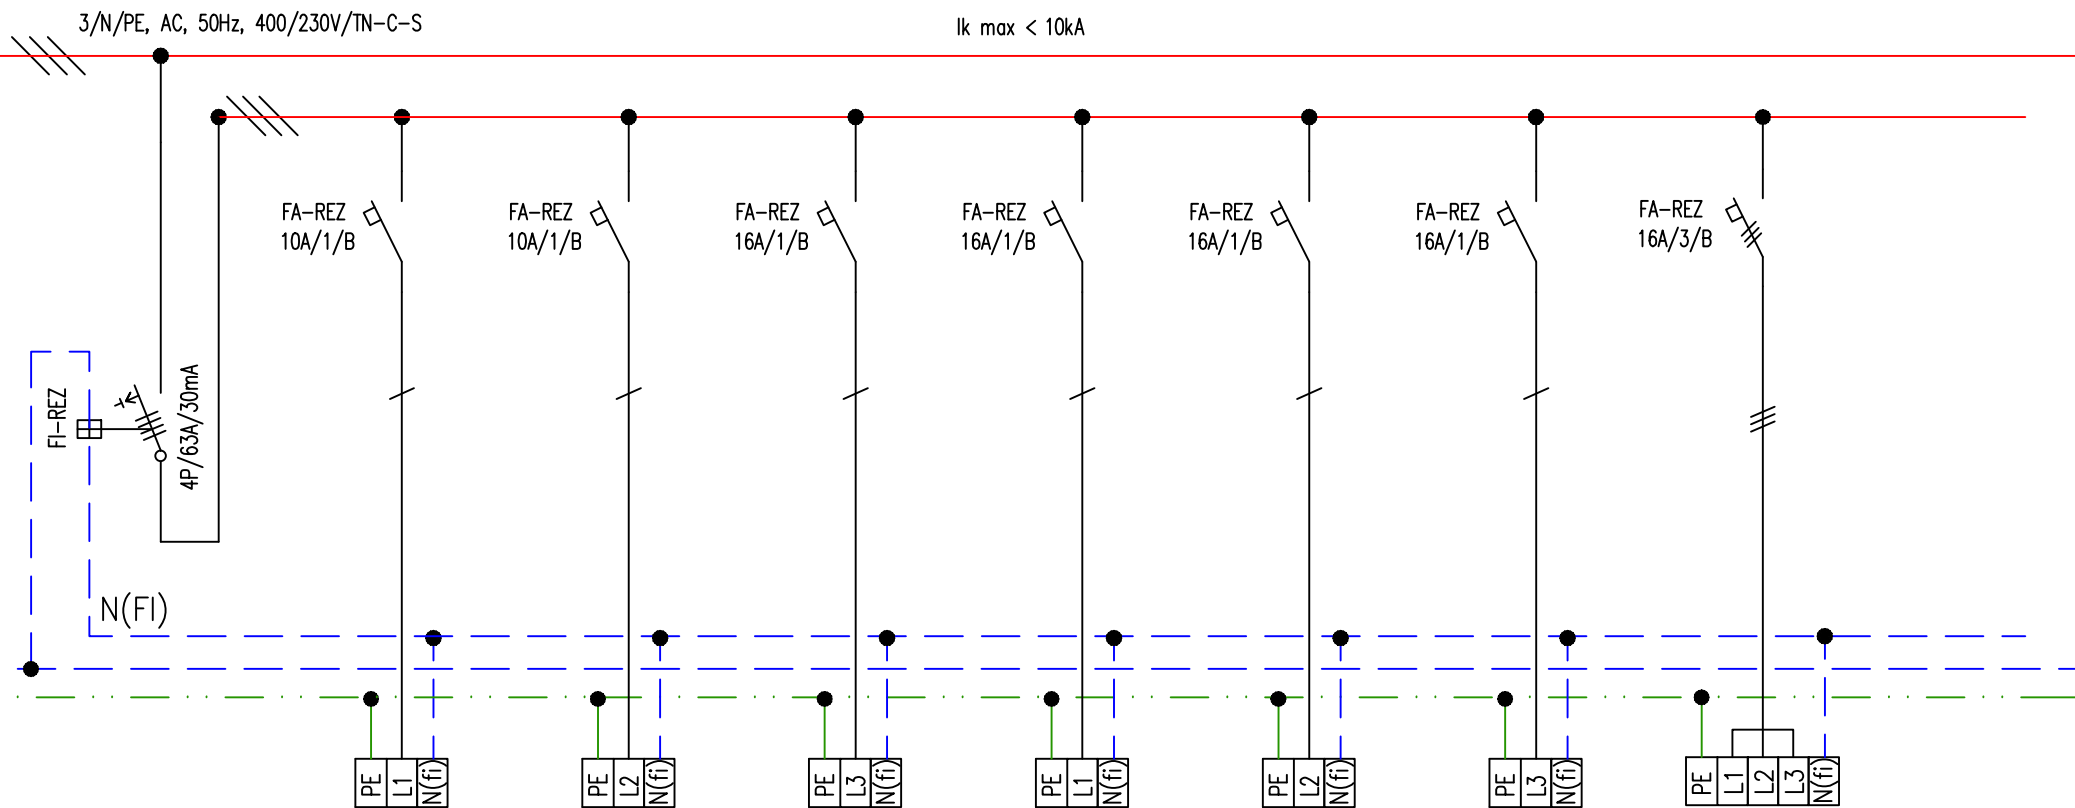 3/N/PE, AC, 50Hz, 400/230V/TN-C-S
Ik max < 10kA
FA-REZ
10A/1/B
FA-REZ
10A/1/B
FA-REZ
16A/1/B
FA-REZ
16A/1/B
FA-REZ
16A/1/B
FA-REZ
16A/1/B
FA-REZ
16A/3/B
FI-REZ
4P/63A/30mA
N(FI)
PE L1 N(fi)
PE L2 N(fi)
PE L3 N(fi)
PE L1 N(fi)
PE L2 N(fi)
PE L3 N(fi)
PE L1 L2 L3 N(fi)